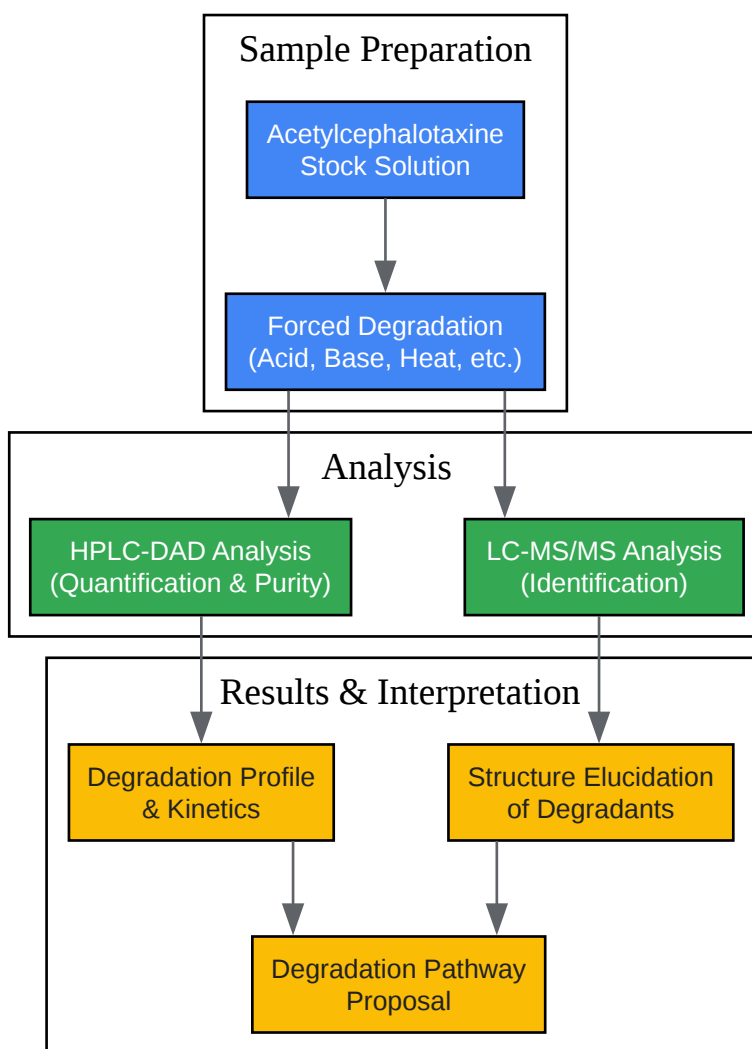 Sample Preparation
Acetylcephalotaxine
Stock Solution
Forced Degradation
(Acid, Base, Heat, etc.)
Analysis
HPLC-DAD Analysis
(Quantification & Purity)
LC-MS/MS Analysis
(Identification)
Results & Interpretation
Degradation Profile
& Kinetics
Structure Elucidation
of Degradants
Degradation Pathway
Proposal